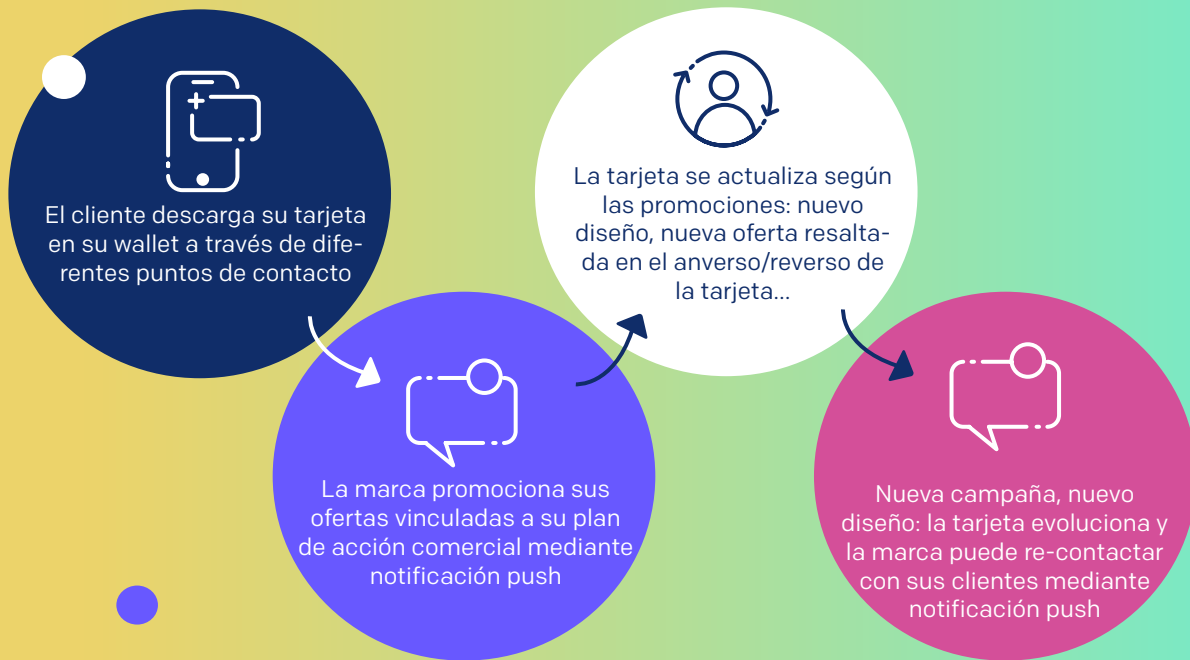 El cliente descarga su tarjeta
en su wallet a través de dife-
rentes puntos de contacto
La marca promociona sus
ofertas vinculadas a su plan
de acción comercial mediante
notificación push
La tarjeta se actualiza según
las promociones: nuevo
diseño, nueva oferta resalta-
da en el anverso/reverso de
la tarjeta...
Nueva campaña, nuevo
diseño: la tarjeta evoluciona y
la marca puede re-contactar
con sus clientes mediante
notificación push